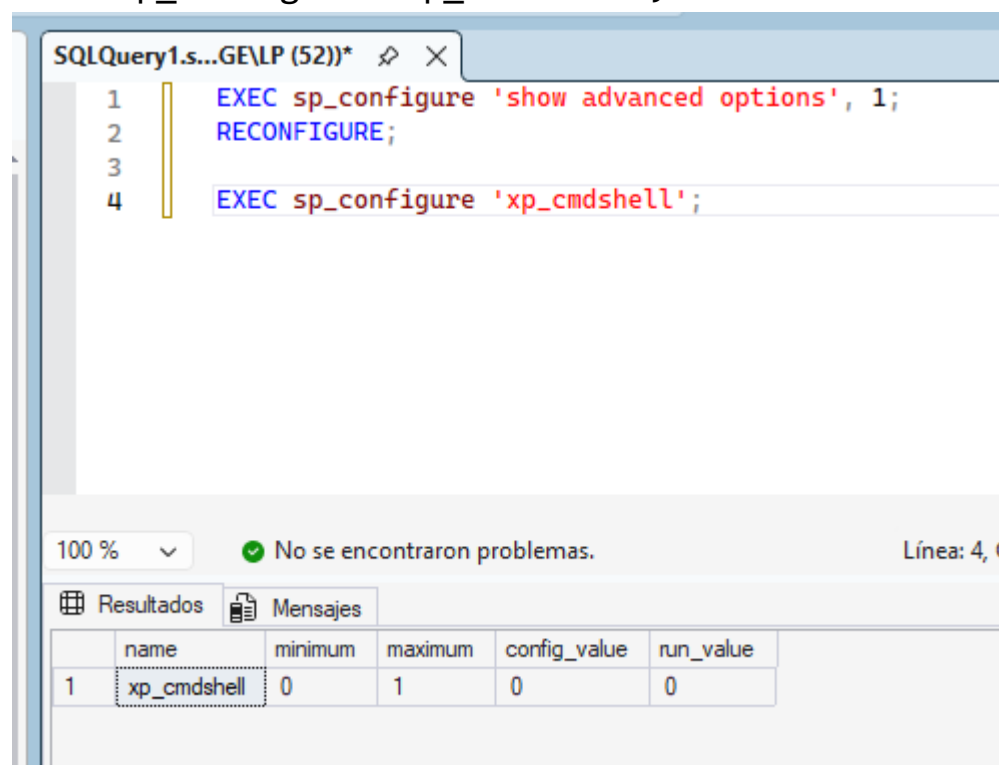 SQLQuery1.s...GE\LP (52))*
1 EXEC sp_configure 'show advanced options', 1;
2 RECONFIGURE;
3
4 EXEC sp_configure 'xp_cmdshell';
100 % No se encontraron problemas. Línea: 4,
Resultados Mensajes
name minimum maximum config_value run_value
1 xp_cmdshell 0 1 0 0